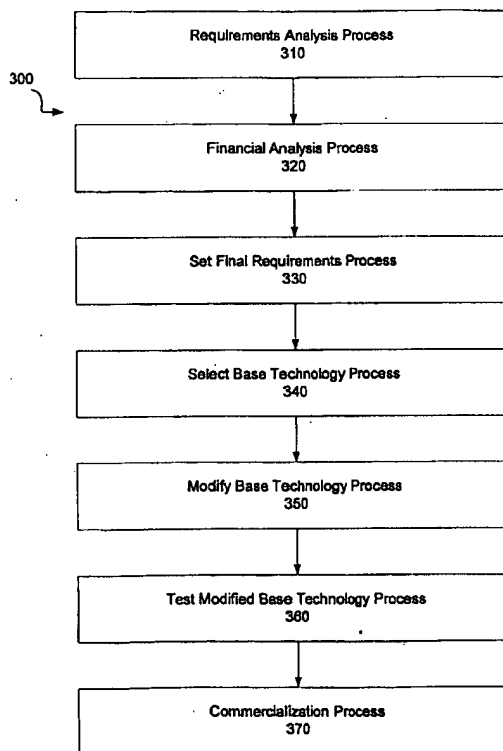 Requirements Analysis Process
310
300
Financial Analysis Process
320
Set Final Requirements Process
330
Select Base Technology Process
340
Modify Base Technology Process
350
Test Modified Base Technology Process
360
Commercialization Process
370